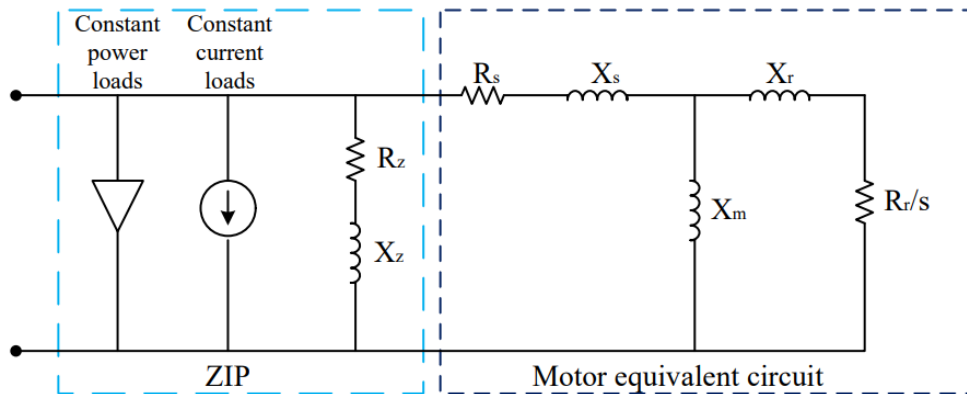 Constant
power
loads
Constant
current
loads
Rs
Xs
Xr
Rz
Xz
Xm
Rr/s
ZIP
Motor equivalent circuit